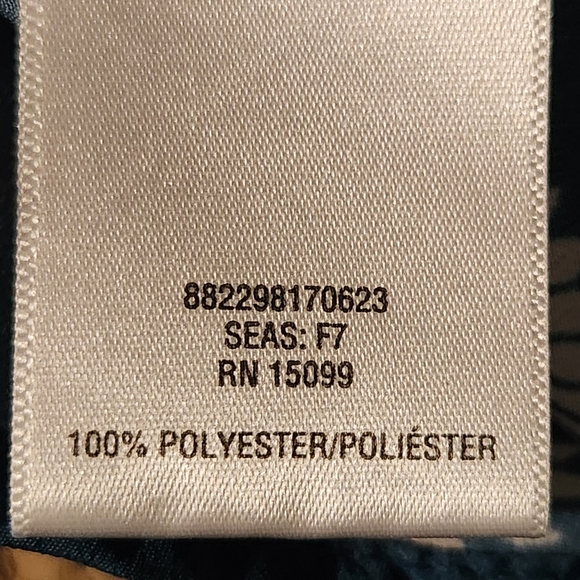 882298170623
SEAS: F7
RN 15099
100% POLYESTER/POLIÉSTER